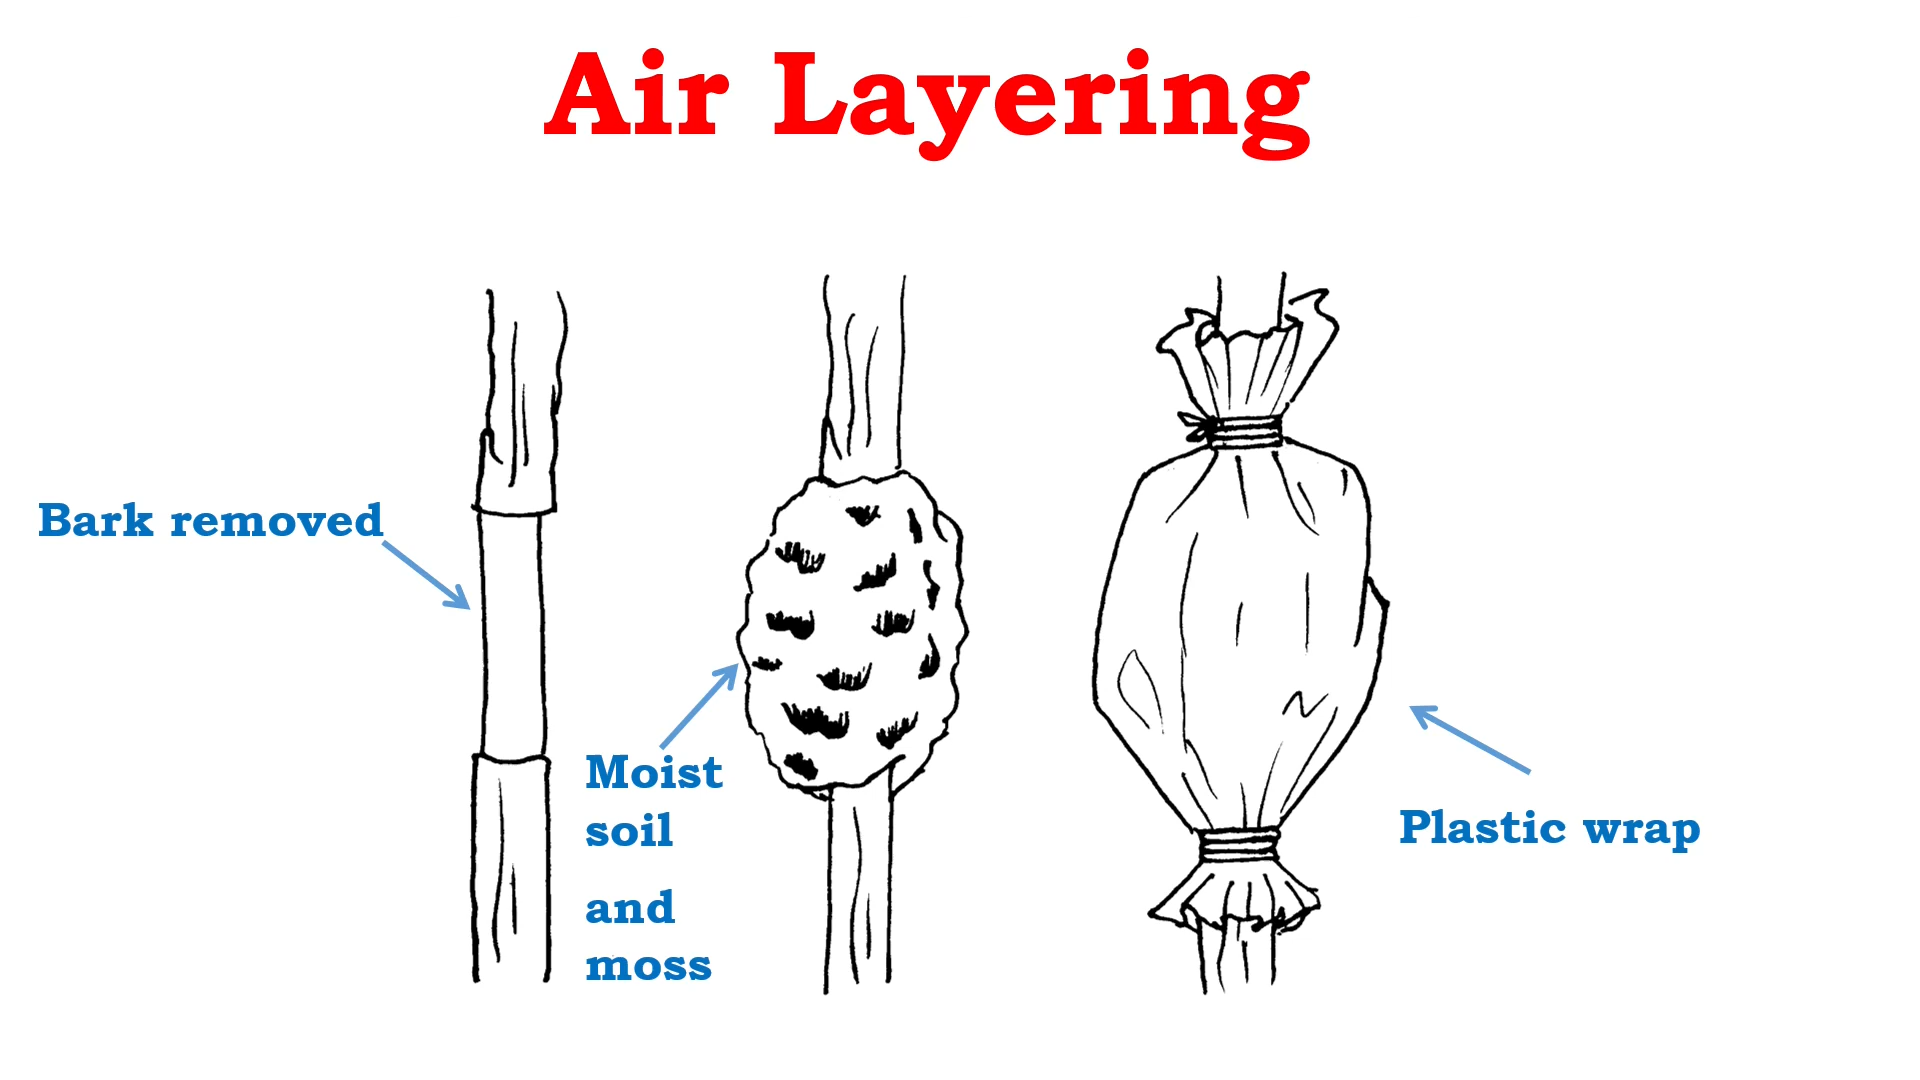 Air Layering
Bark removed
Moist
soil
and
moss
Plastic wrap